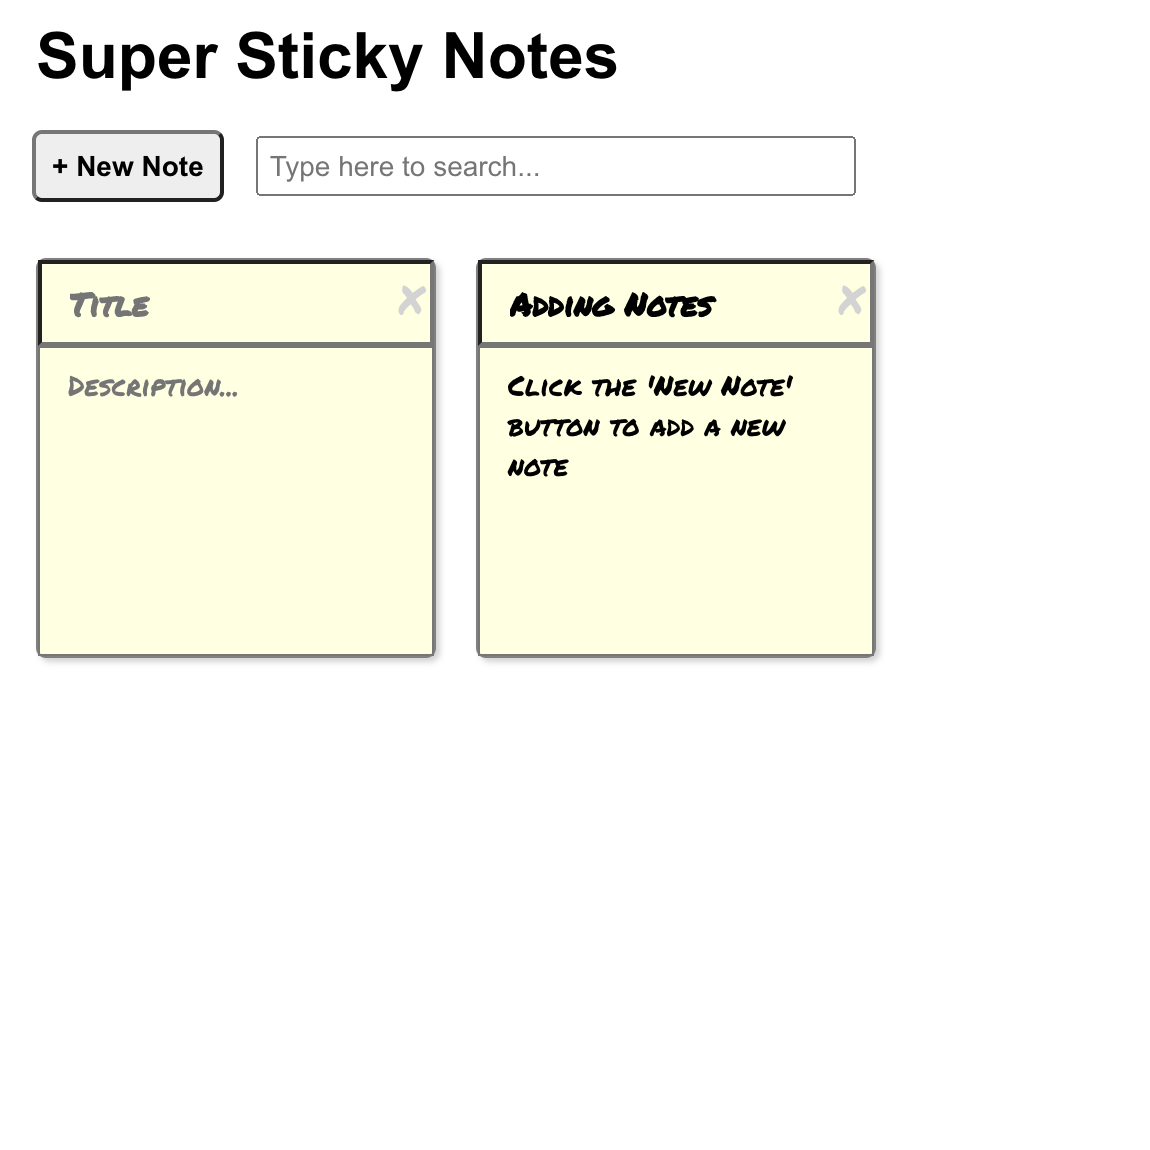 Super Sticky Notes
+ New Note
Type here to search...
Title
Description...
Adding Notes
Click the 'New Note'
button to add a new
note